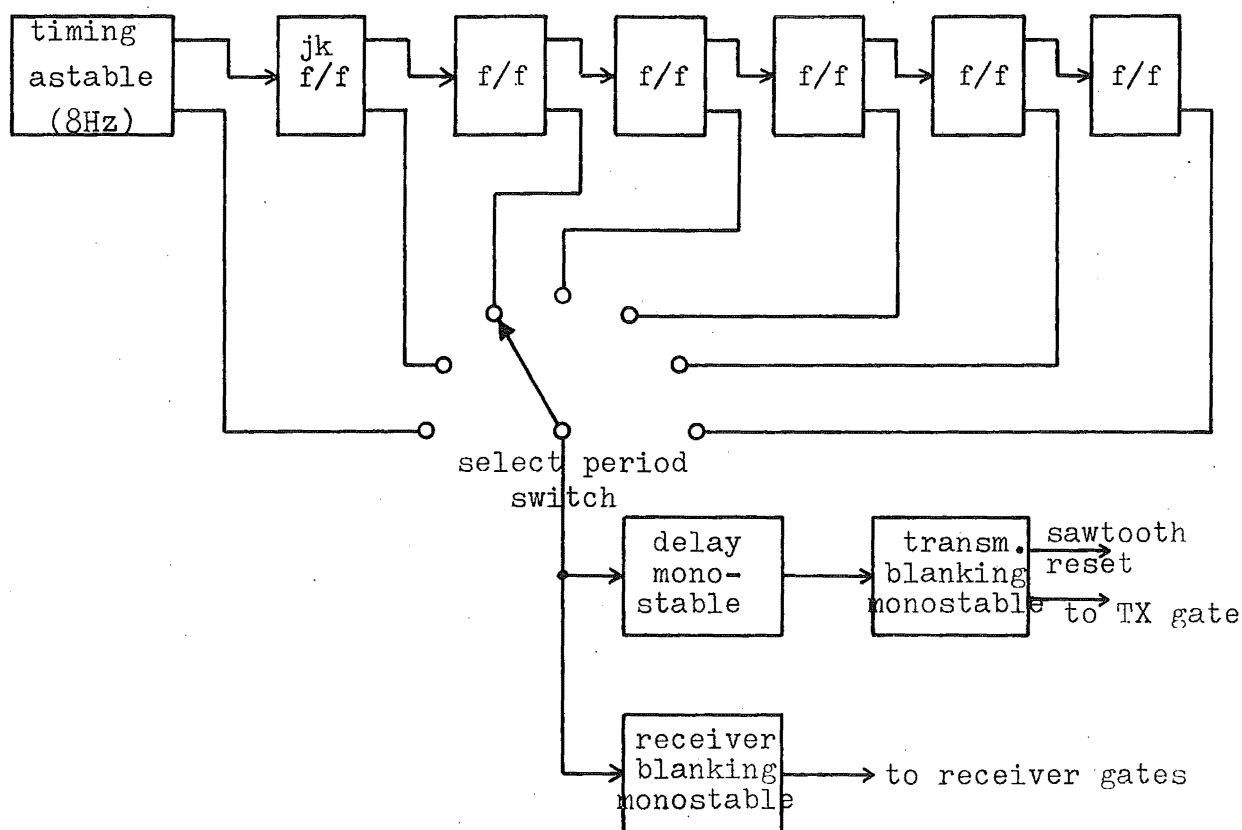 timing
astable
(8Hz)
jk
f/f
f/f
f/f
f/f
f/f
f/f
select period
switch
delay
mono-
stable
transm.
blanking
monostable
sawtooth
reset
to TX gate
receiver
blanking
monostable
to receiver gates